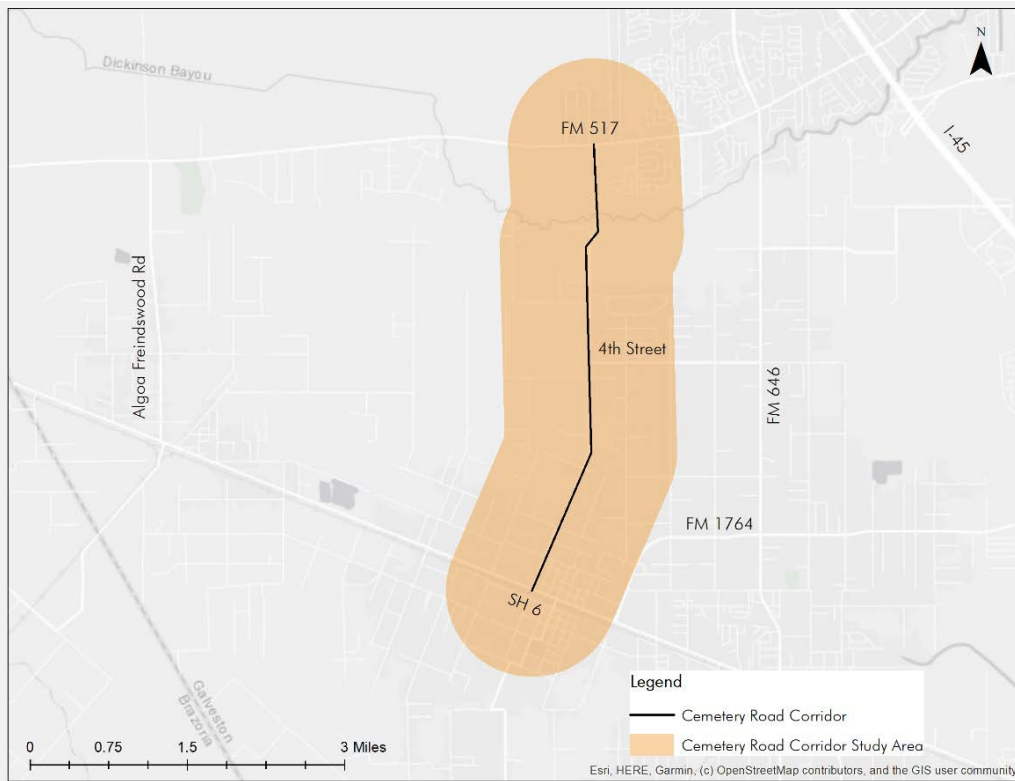 N
Dickinson Bayou
FM 517
I-45
Algoa Freindswood Rd
4th Street
FM 646
FM 1764
SH 6
Galveston
Brazoria
Legend
Cemetery Road Corridor
Cemetery Road Corridor Study Area
0 0.75 1.5 3 Miles
Esri, HERE, Garmin, (c) OpenStreetMap contributors, and the GIS user community